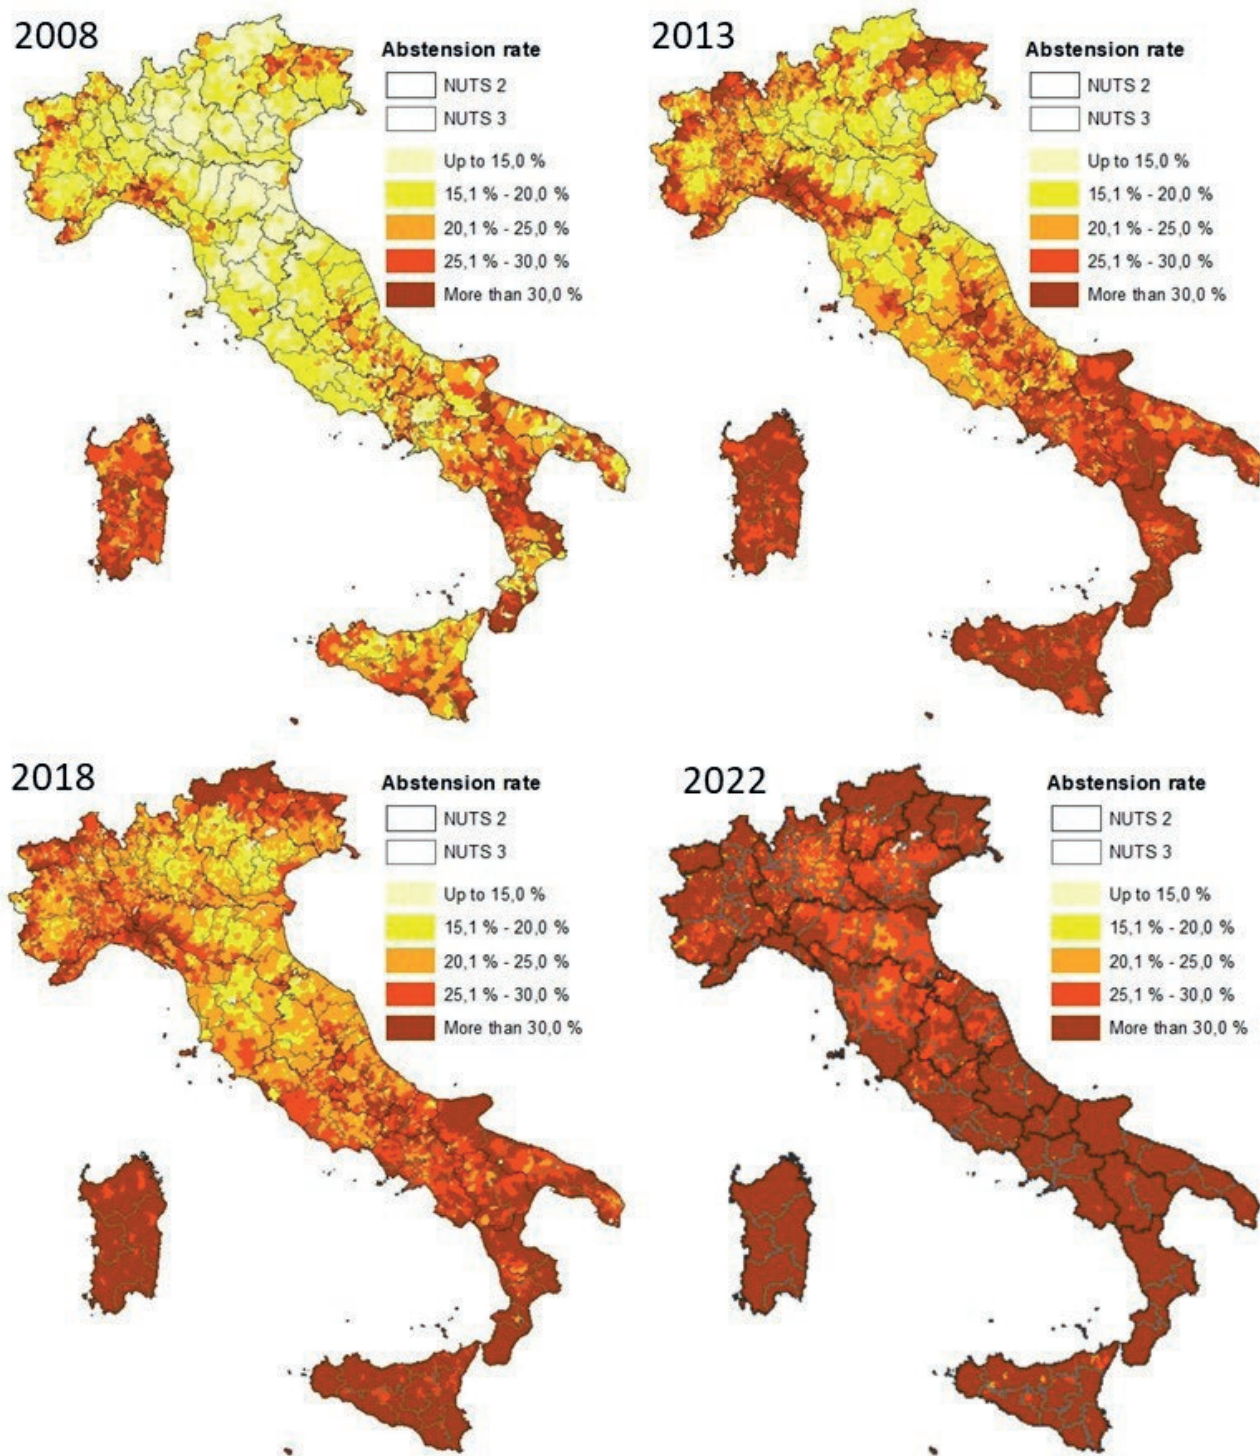 2008
Abstension rate
NUTS 2
NUTS 3
Up to 15,0 %
15,1 % - 20,0 %
20,1 % - 25,0 %
25,1 % - 30,0 %
More than 30,0 %
2013
Abstension rate
NUTS 2
NUTS 3
Up to 15,0 %
15,1 % - 20,0 %
20,1 % - 25,0 %
25,1 % - 30,0 %
More than 30,0 %
2018
Abstension rate
NUTS 2
NUTS 3
Up to 15,0 %
15,1 % - 20,0 %
20,1 % - 25,0 %
25,1 % - 30,0 %
More than 30,0 %
2022
Abstension rate
NUTS 2
NUTS 3
Up to 15,0 %
15,1 % - 20,0 %
20,1 % - 25,0 %
25,1 % - 30,0 %
More than 30,0 %